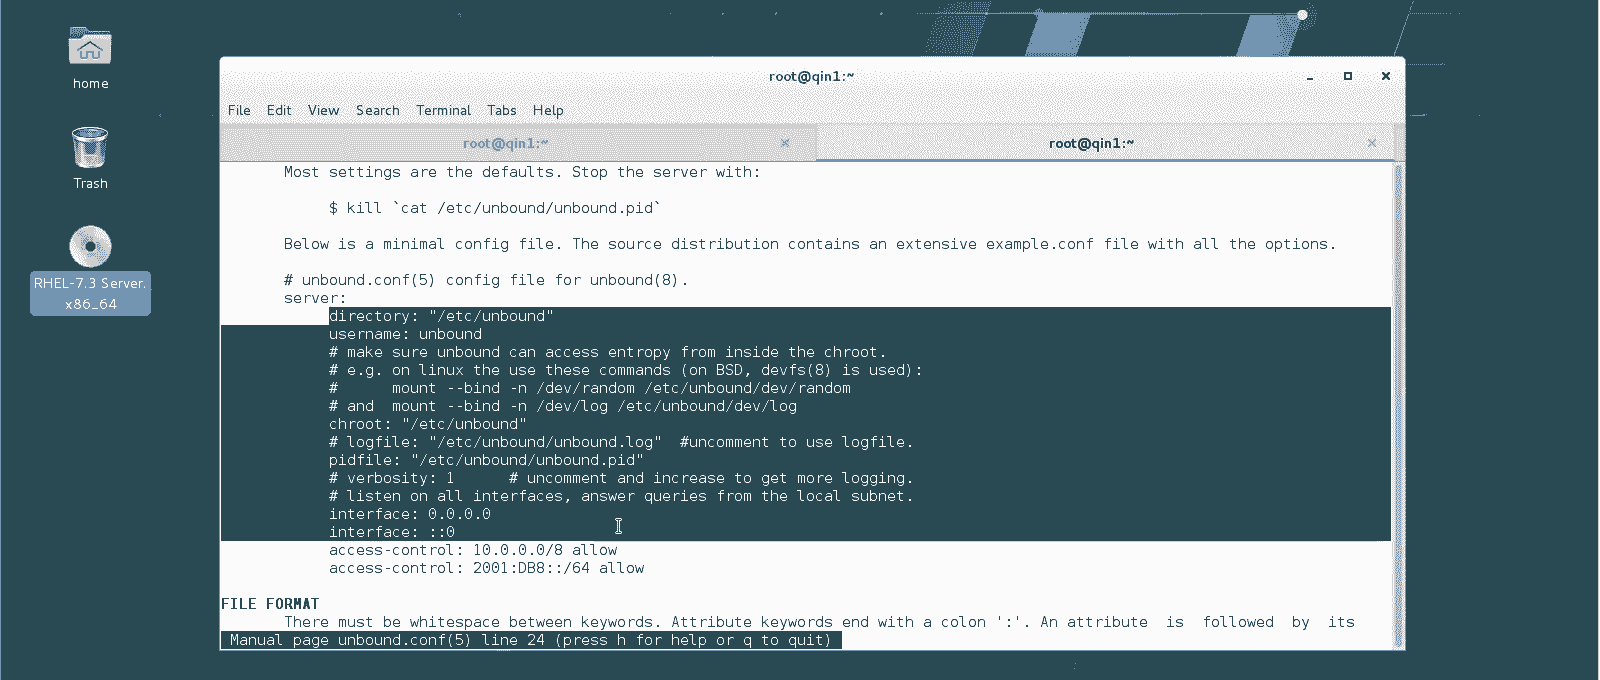 home
Trash
RHEL-7.3 Server.
x86_64
root@qin1:~
File Edit View Search Terminal Tabs Help
root@qin1:~ root@qin1:~
Most settings are the defaults. Stop the server with:
$ kill `cat /etc/unbound/unbound.pid`
Below is a minimal config file. The source distribution contains an extensive example.conf file with all the options.
# unbound.conf(5) config file for unbound(8).
server:
directory: "/etc/unbound"
username: unbound
# make sure unbound can access entropy from inside the chroot.
# e.g. on linux the use these commands (on BSD, devfs(8) is used):
#      mount --bind -n /dev/random /etc/unbound/dev/random
# and  mount --bind -n /dev/log /etc/unbound/dev/log
chroot: "/etc/unbound"
# logfile: "/etc/unbound/unbound.log"  #uncomment to use logfile.
pidfile: "/etc/unbound/unbound.pid"
# verbosity: 1      # uncomment and increase to get more logging.
# listen on all interfaces, answer queries from the local subnet.
interface: 0.0.0.0
interface: ::0
access-control: 10.0.0.0/8 allow
access-control: 2001:DB8::/64 allow
FILE FORMAT
There must be whitespace between keywords. Attribute keywords end with a colon ':'. An attribute  is  followed  by  its
Manual page unbound.conf(5) line 24 (press h for help or q to quit)